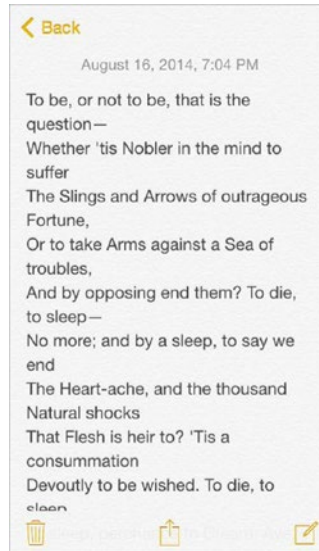 Back
August 16, 2014, 7:04 PM
To be, or not to be, that is the
question—
Whether 'tis Nobler in the mind to
suffer
The Slings and Arrows of outrageous
Fortune,
Or to take Arms against a Sea of
troubles,
And by opposing end them? To die,
to sleep—
No more; and by a sleep, to say we
end
The Heart-ache, and the thousand
Natural shocks
That Flesh is heir to? 'Tis a
consummation
Devoutly to be wished. To die, to
sleep